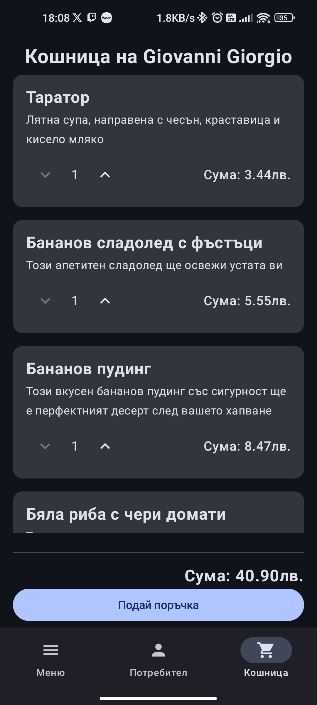 18:08
1.8KB/s
35
Кошница на Giovanni Giorgio
Таратор
Лятна супа, направена с чесън, краставица и
кисело мляко
1
Сума: 3.44лв.
Бананов сладолед с фъстъци
Този апетитен сладолед ще освежи устата ви
1
Сума: 5.55лв.
Бананов пудинг
Този вкусен бананов пудинг със сигурност ще
е перфектният десерт след вашето хапване
1
Сума: 8.47лв.
Бяла риба с чери домати
Сума: 40.90лв.
Подай поръчка
Меню
Потребител
Кошница